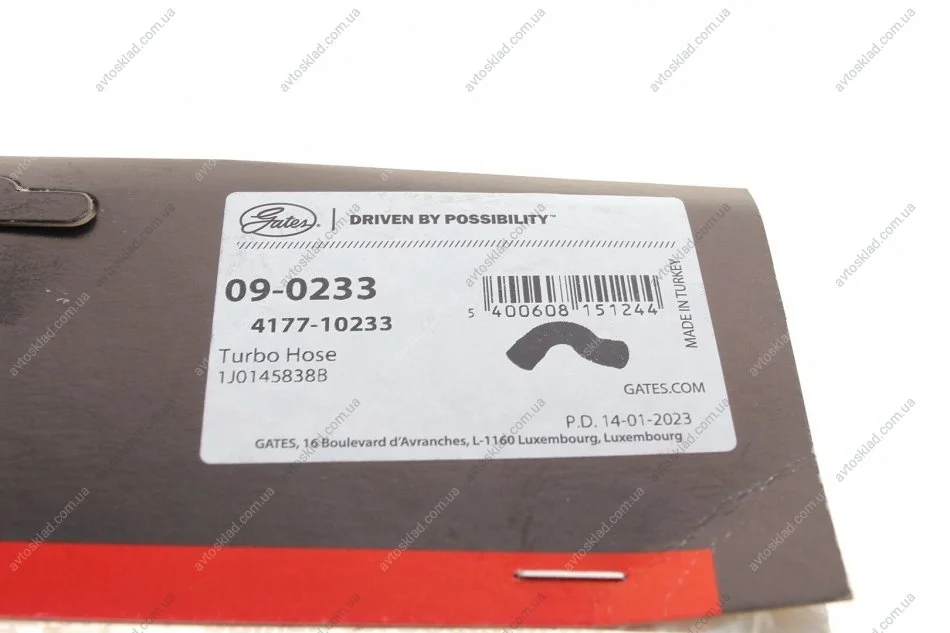 Gates® | DRIVEN BY POSSIBILITY™
09-0233
4177-10233
Turbo Hose
1J0145838B
5 400608 151244
MADE IN TURKEY
GATES.COM
P.D. 14-01-2023
GATES, 16 Boulevard d'Avranches, L-1160 Luxembourg, Luxembourg
avtosklad.com.ua